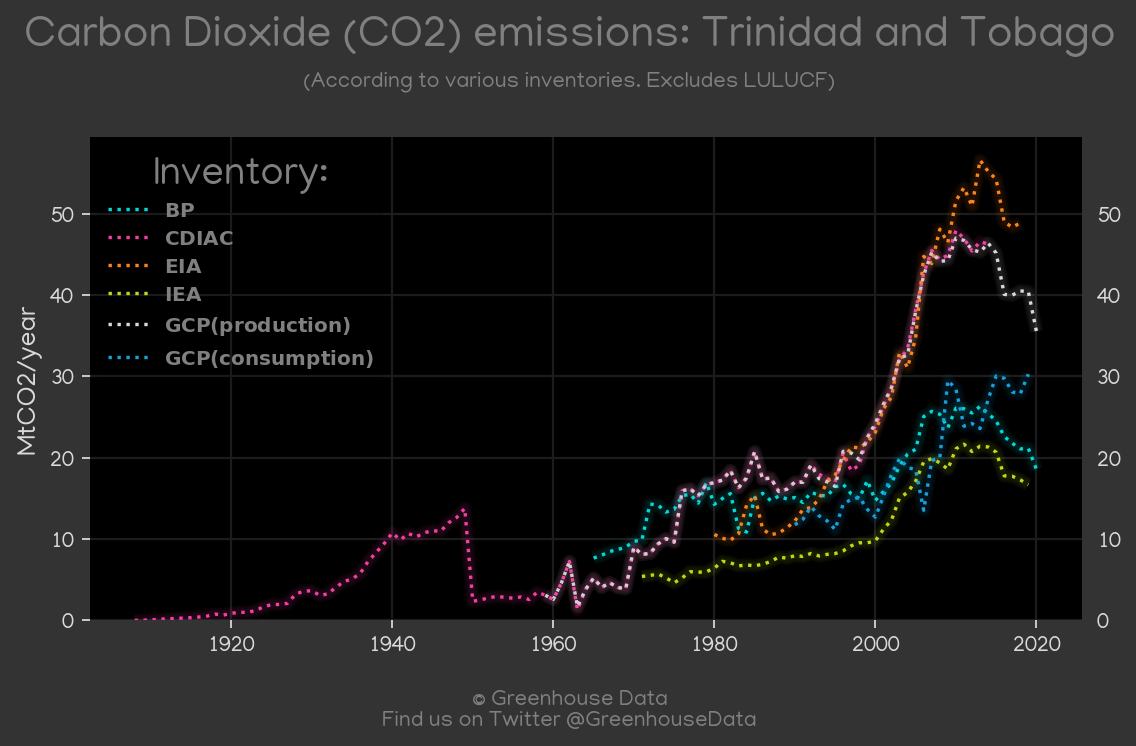 Carbon Dioxide (CO2) emissions: Trinidad and Tobago
(According to various inventories. Excludes LULUCF)
Inventory:
BP
CDIAC
EIA
IEA
GCP(production)
GCP(consumption)
MtCO2/year
50
40
30
20
10
0
50
40
30
20
10
0
1920
1940
1960
1980
2000
2020
© Greenhouse Data
Find us on Twitter @GreenhouseData